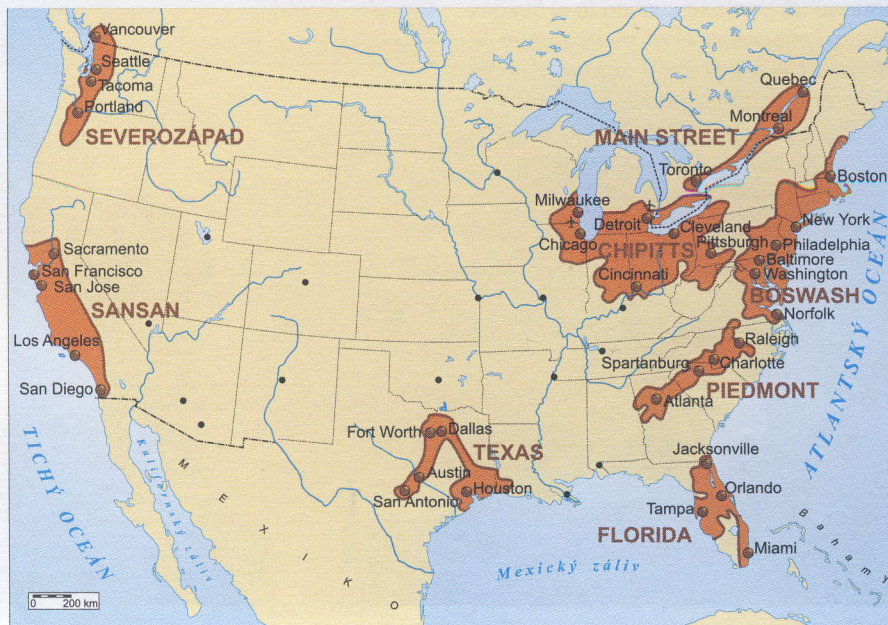 Vancouver
Seattle
Tacoma
Portland
SEVEROZÁPAD
Quebec
Montreal
MAIN STREET
Toronto
Boston
Milwaukee
Detroit
Chicago
Cleveland
CHIPITTS
Pittsburgh
Cincinnati
New York
Philadelphia
Baltimore
Washington
BOSWASH
Norfolk
Sacramento
San Francisco
San Jose
SANSAN
Los Angeles
San Diego
Raleigh
Spartanburg
Charlotte
PIEDMONT
Atlanta
Fort Worth
Dallas
TEXAS
Austin
San Antonio
Houston
Jacksonville
Orlando
Tampa
FLORIDA
Miami
TICHÝ OCEÁN
Kalifornský záliv
MEXIKO
Mexický záliv
ATLANTSKÝ OCEÁN
Bahamy
0 200 km